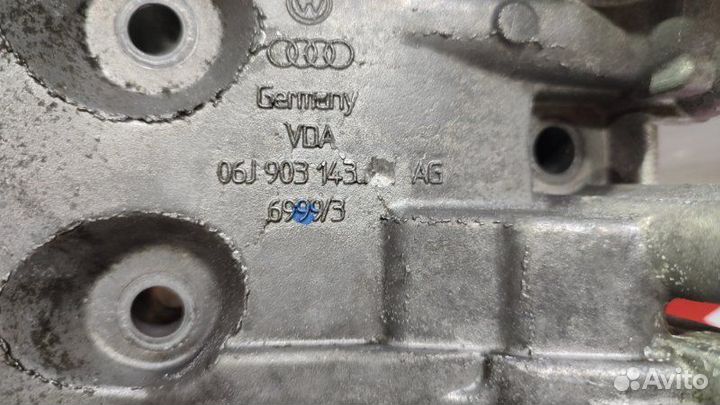 Germany
VDA
06J 903 143 AG
6999/3
Avito